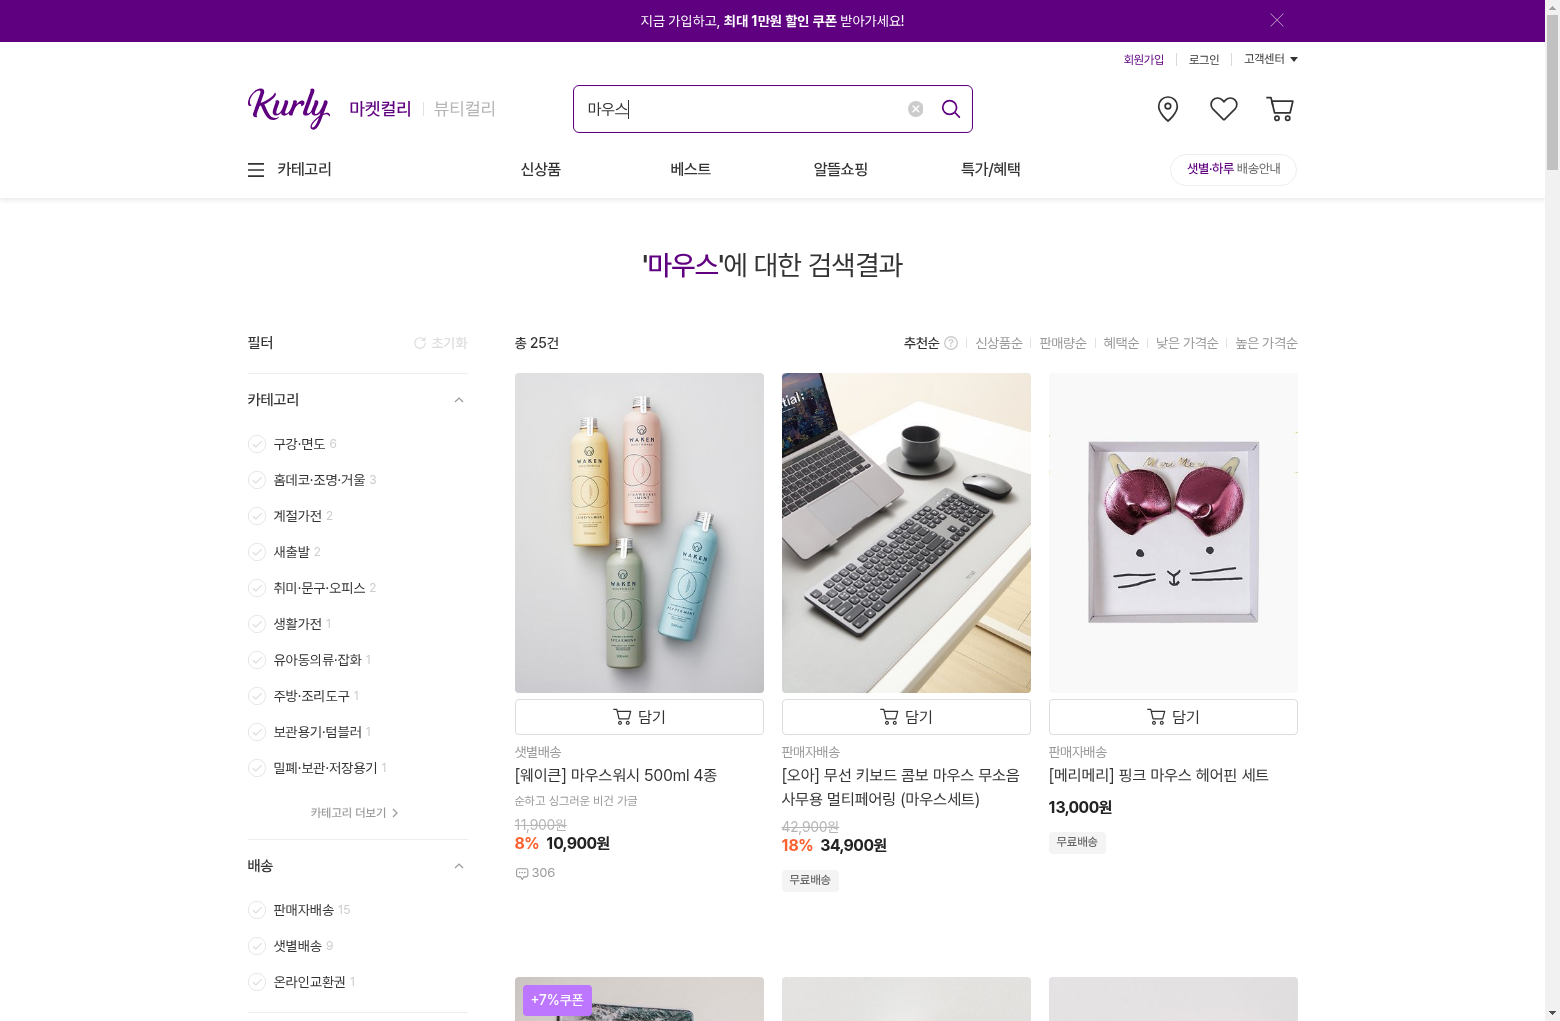 지금 가입하고, 최대 1만원 할인 쿠폰 받아가세요!
회원가입
로그인
고객센터
Kurly
마켓컬리
뷰티컬리
마우스
카테고리
신상품
베스트
알뜰쇼핑
특가/혜택
샛별·하루 배송안내
'마우스'에 대한 검색결과
필터
초기화
총 25건
추천순
신상품순
판매량순
혜택순
낮은 가격순
높은 가격순
카테고리
구강·면도 6
홈데코·조명·거울 3
계절가전 2
새출발 2
취미·문구·오피스 2
생활가전 1
유아동의류·잡화 1
주방·조리도구 1
보관용기·텀블러 1
밀폐·보관·저장용기 1
카테고리 더보기
배송
판매자배송 15
샛별배송 9
온라인교환권 1
WAKEN
WAKEN
WAKEN
WAKEN
담기
샛별배송
[웨이큰] 마우스워시 500ml 4종
순하고 싱그러운 비건 가글
11,900원
8% 10,900원
306
tial:
담기
판매자배송
[오아] 무선 키보드 콤보 마우스 무소음
사무용 멀티페어링 (마우스세트)
42,900원
18% 34,900원
무료배송
담기
판매자배송
[메리메리] 핑크 마우스 헤어핀 세트
13,000원
무료배송
+7%쿠폰